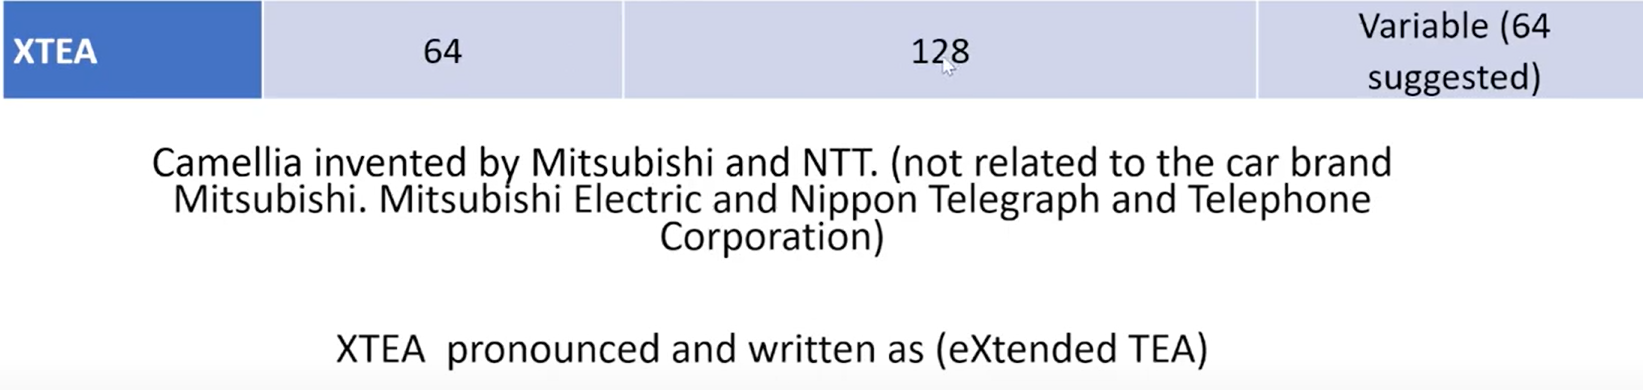 XTEA 64 128 Variable (64
suggested)
Camellia invented by Mitsubishi and NTT. (not related to the car brand
Mitsubishi. Mitsubishi Electric and Nippon Telegraph and Telephone
Corporation)
XTEA  pronounced and written as (eXtended TEA)